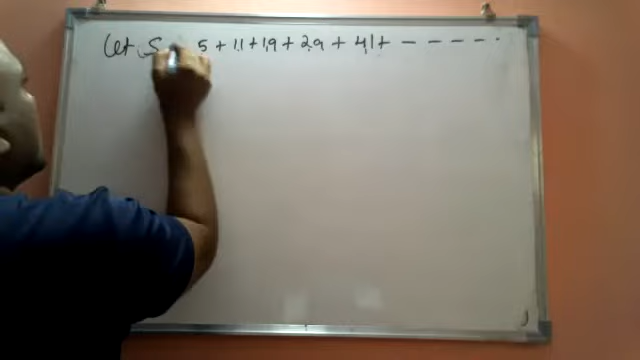 Let S 5 + 11 + 19 + 29 + 41 + - - - - - .